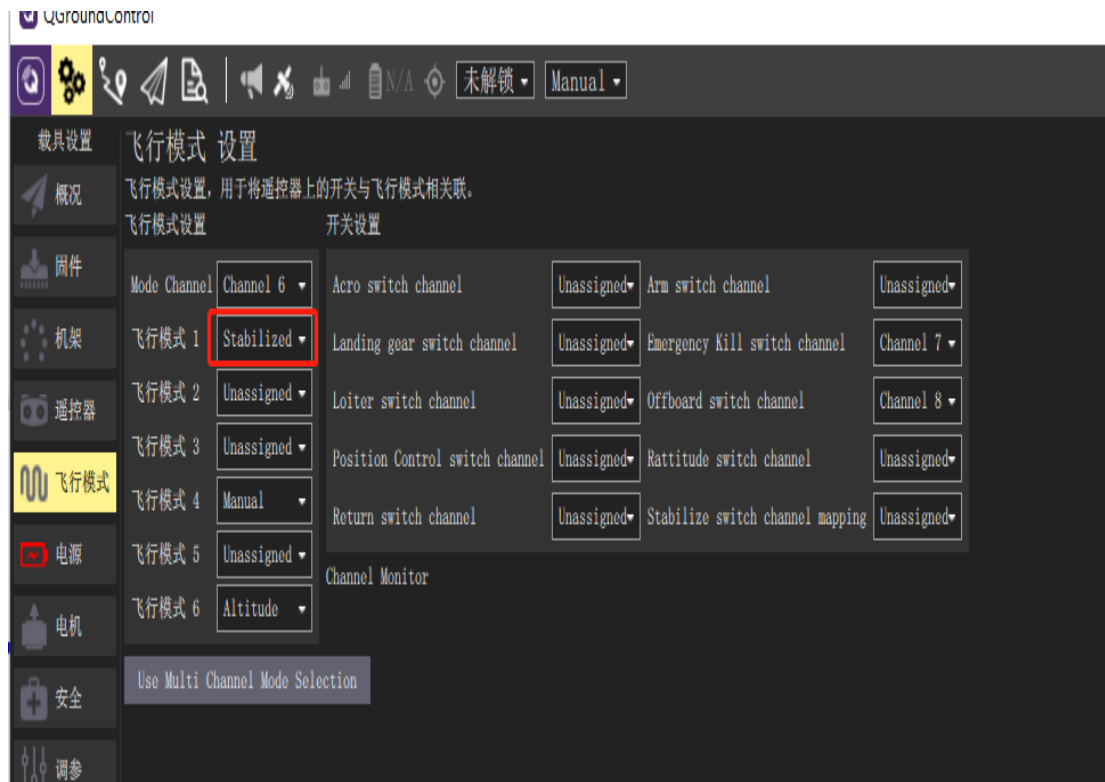 QGroundControl
N/A 未解锁 Manual
载具设置
概况
固件
机架
遥控器
飞行模式
电源
电机
安全
调参
飞行模式 设置
飞行模式设置，用于将遥控器上的开关与飞行模式相关联。
飞行模式设置
Mode Channel Channel 6
飞行模式 1 Stabilized
飞行模式 2 Unassigned
飞行模式 3 Unassigned
飞行模式 4 Manual
飞行模式 5 Unassigned
飞行模式 6 Altitude
Use Multi Channel Mode Selection
开关设置
Acro switch channel Unassigned Arm switch channel Unassigned
Landing gear switch channel Unassigned Emergency Kill switch channel Channel 7
Loiter switch channel Unassigned Offboard switch channel Channel 8
Position Control switch channel Unassigned Rattitude switch channel Unassigned
Return switch channel Unassigned Stabilize switch channel mapping Unassigned
Channel Monitor